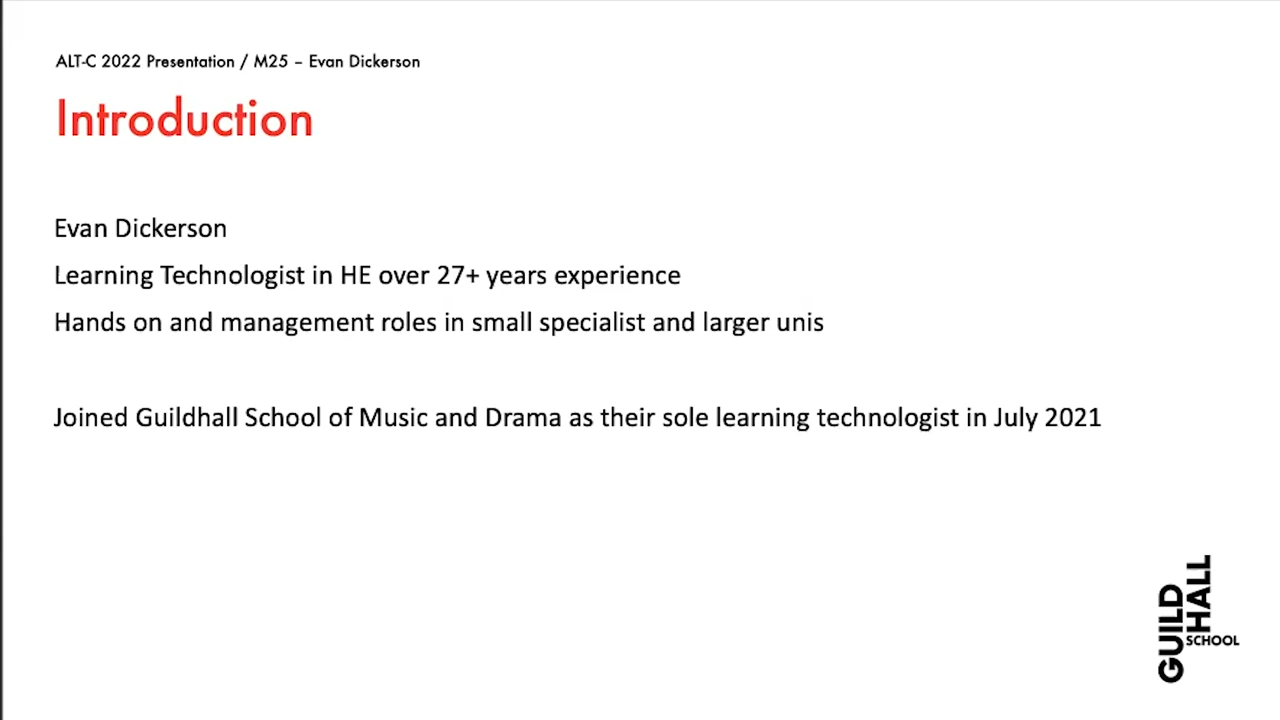 ALT-C 2022 Presentation / M25 – Evan Dickerson
Introduction
Evan Dickerson
Learning Technologist in HE over 27+ years experience
Hands on and management roles in small specialist and larger unis
Joined Guildhall School of Music and Drama as their sole learning technologist in July 2021
GUILD
HALL
SCHOOL